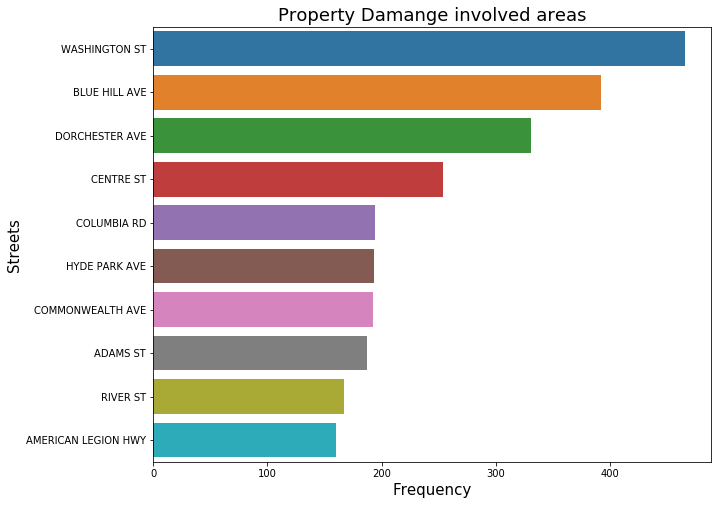 Property Damange involved areas
Streets
WASHINGTON ST
BLUE HILL AVE
DORCHESTER AVE
CENTRE ST
COLUMBIA RD
HYDE PARK AVE
COMMONWEALTH AVE
ADAMS ST
RIVER ST
AMERICAN LEGION HWY
0 100 200 300 400
Frequency